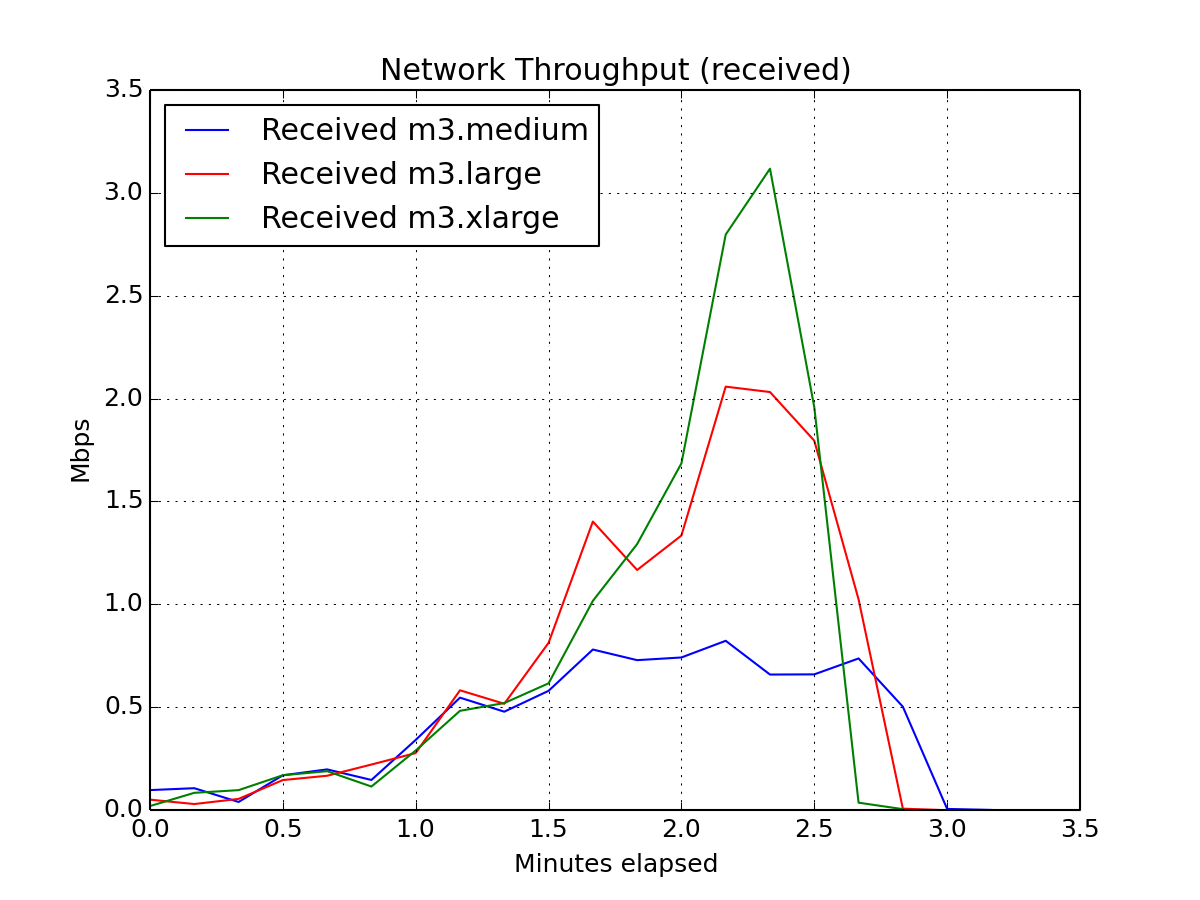 Network Throughput (received)
3.5
3.0
2.5
2.0
1.5
1.0
0.5
0.0
Mbps
Received m3.medium
Received m3.large
Received m3.xlarge
0.0 0.5 1.0 1.5 2.0 2.5 3.0 3.5
Minutes elapsed